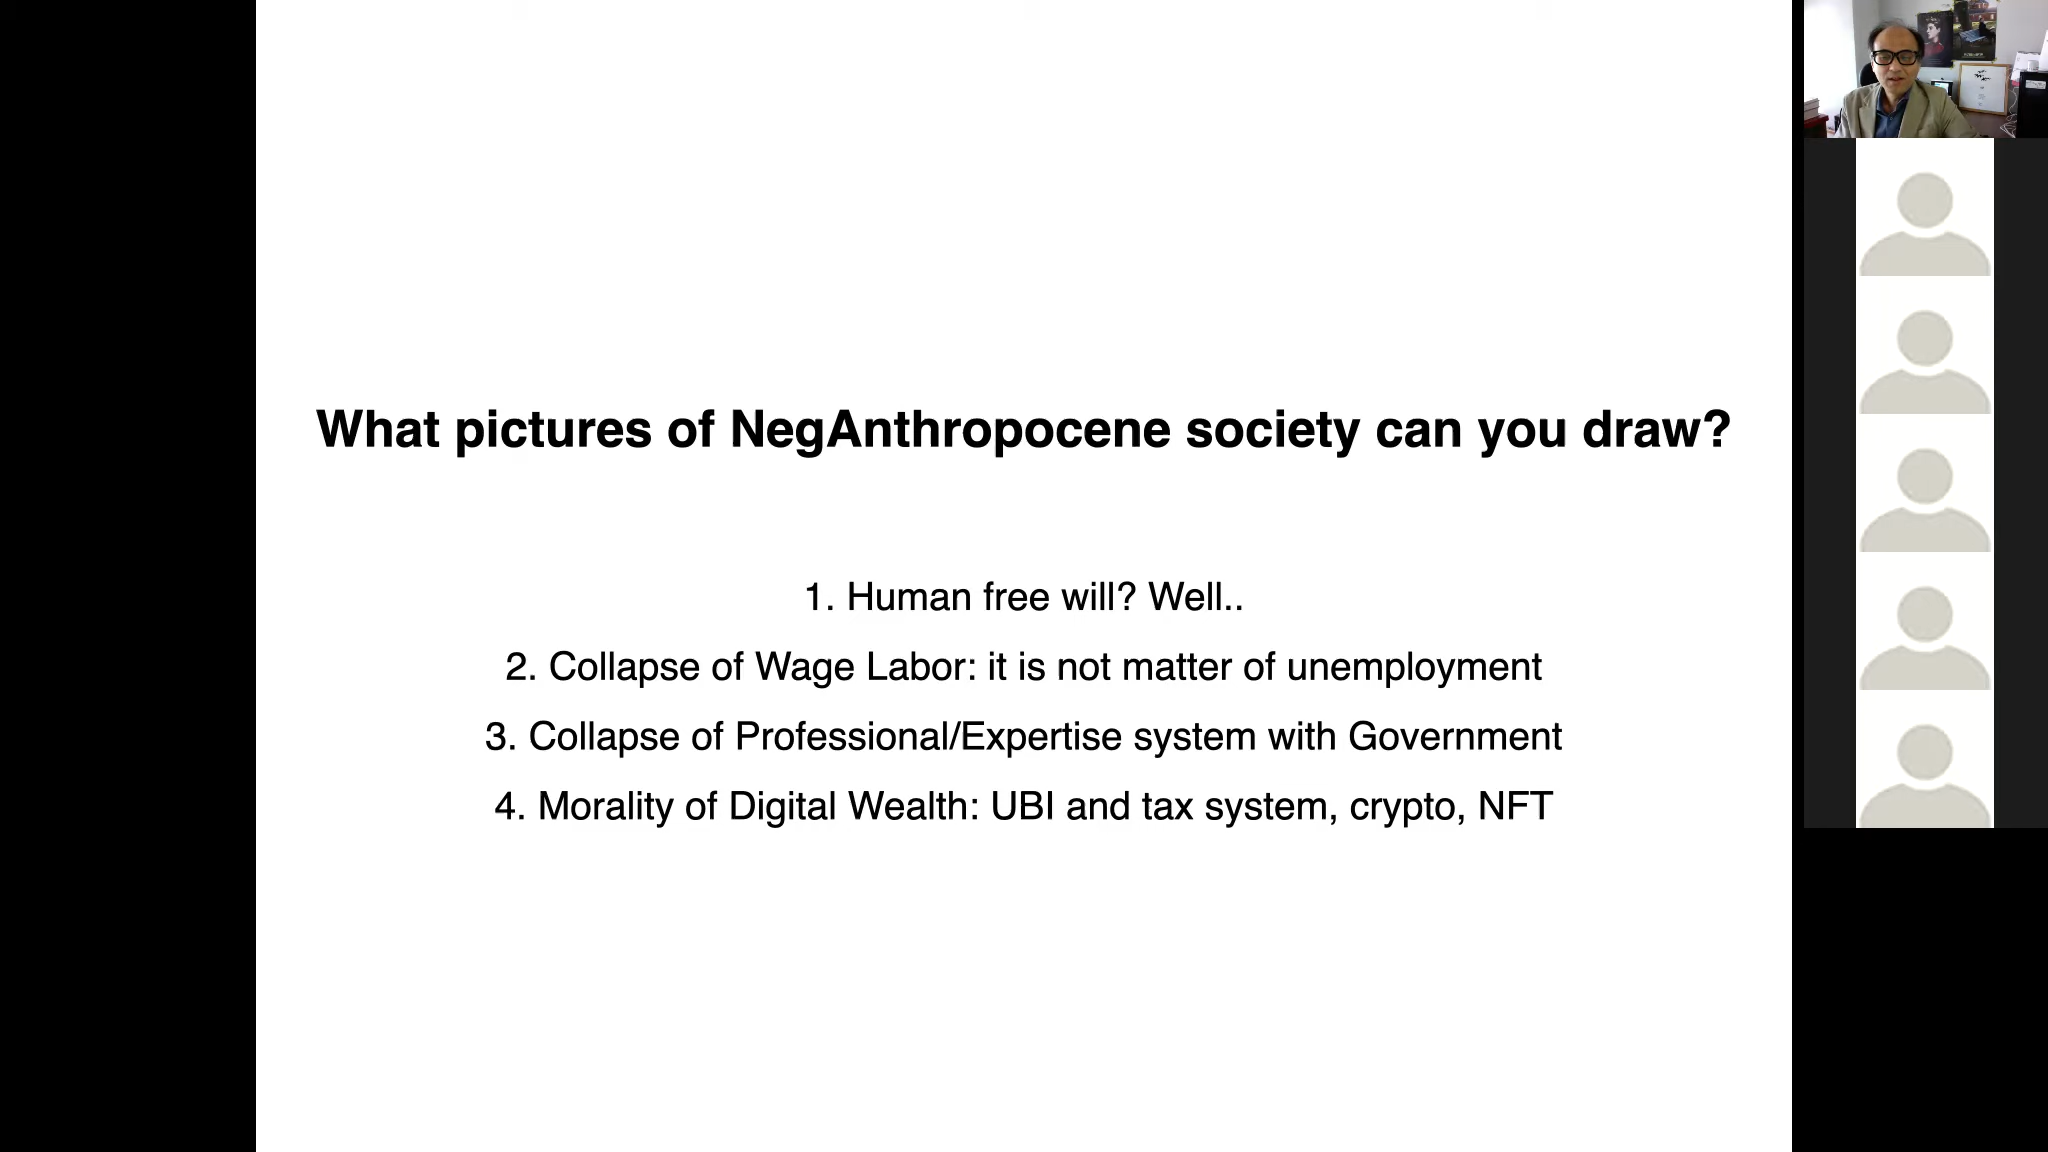 What pictures of NegAnthropocene society can you draw?
1. Human free will? Well..
2. Collapse of Wage Labor: it is not matter of unemployment
3. Collapse of Professional/Expertise system with Government
4. Morality of Digital Wealth: UBI and tax system, crypto, NFT